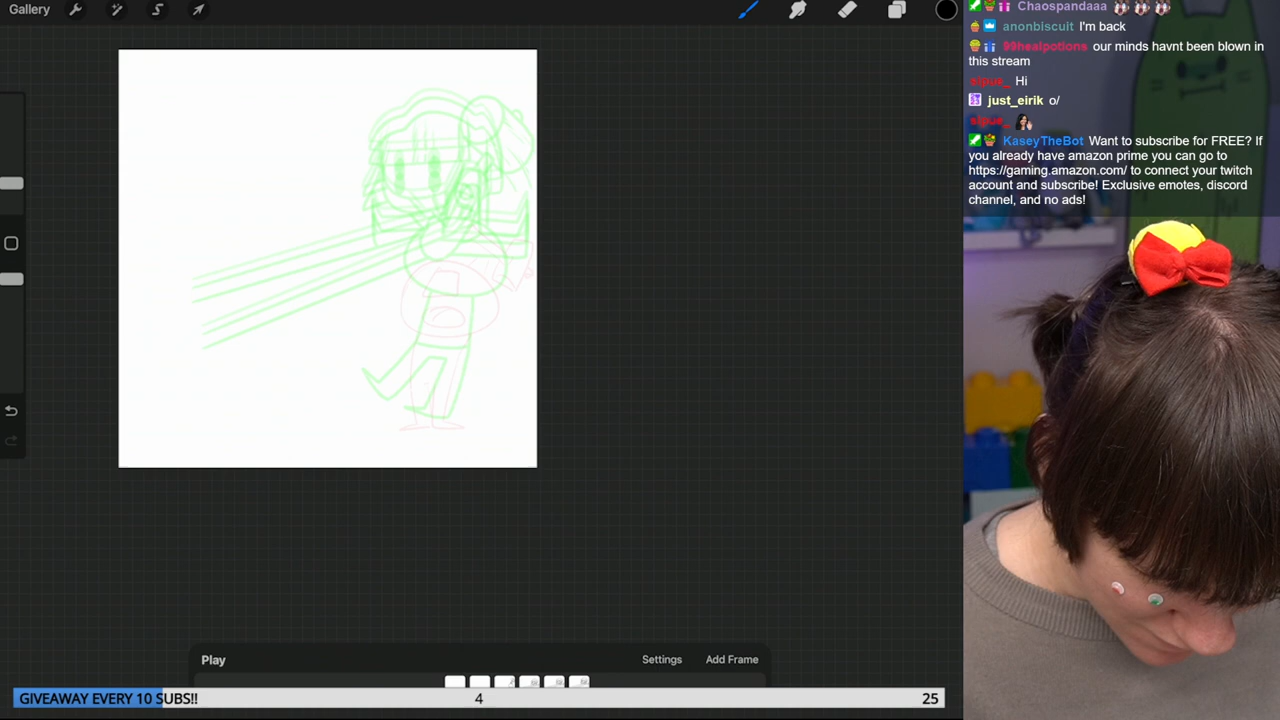 Gallery
Chaospandaaa
anonbiscuit I'm back
99healpotions our minds havnt been blown in
this stream
Hi
just_eirik o/
KaseyTheBot Want to subscribe for FREE? If
you already have amazon prime you can go to
https://gaming.amazon.com/ to connect your twitch
account and subscribe! Exclusive emotes, discord
channel, and no ads!
Play
Settings
Add Frame
GIVEAWAY EVERY 10 SUBS!!
4
25